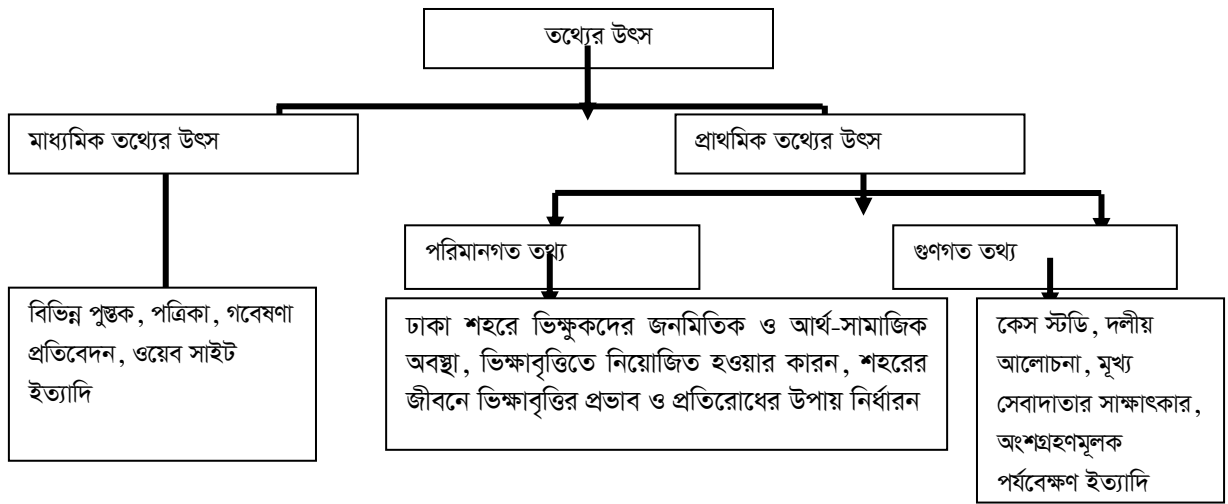 তথ্যের উৎস
মাধ্যমিক তথ্যের উৎস
প্রাথমিক তথ্যের উৎস
পরিমানগত তথ্য
গুণগত তথ্য
বিভিন্ন পুস্তক, পত্রিকা, গবেষণা
প্রতিবেদন, ওয়েব সাইট
ইত্যাদি
ঢাকা শহরে ভিক্ষুকদের জনমিতিক ও আর্থ-সামাজিক
অবস্থা, ভিক্ষাবৃত্তিতে নিয়োজিত হওয়ার কারন, শহরের
জীবনে ভিক্ষাবৃত্তির প্রভাব ও প্রতিরোধের উপায় নির্ধারন
কেস স্টডি, দলীয়
আলোচনা, মূখ্য
সেবাদাতার সাক্ষাৎকার,
অংশগ্রহণমূলক
পর্যবেক্ষণ ইত্যাদি